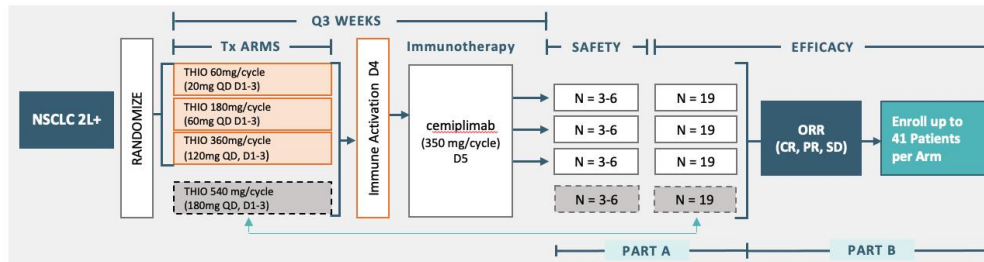 Q3 WEEKS
Tx ARMS
Immunotherapy
SAFETY
EFFICACY
NSCLC 2L+
RANDOMIZE
THIO 60mg/cycle
(20mg QD D1-3)
THIO 180mg/cycle
(60mg QD D1-3)
THIO 360mg/cycle
(120mg QD, D1-3)
THIO 540 mg/cycle
(180mg QD, D1-3)
Immune Activation D4
cemiplimab
(350 mg/cycle)
D5
N = 3-6
N = 19
N = 3-6
N = 19
N = 3-6
N = 19
N = 3-6
N = 19
ORR
(CR, PR, SD)
Enroll up to
41 Patients
per Arm
PART A
PART B